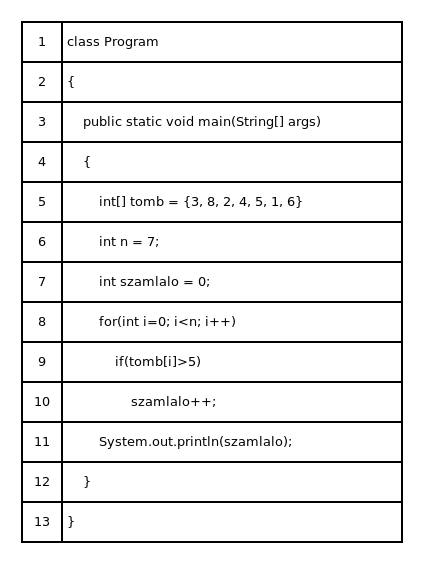 1 class Program
2 {
3 public static void main(String[] args)
4 {
5 int[] tomb = {3, 8, 2, 4, 5, 1, 6}
6 int n = 7;
7 int szamlalo = 0;
8 for(int i=0; i<n; i++)
9 if(tomb[i]>5)
10 szamlalo++;
11 System.out.println(szamlalo);
12 }
13 }